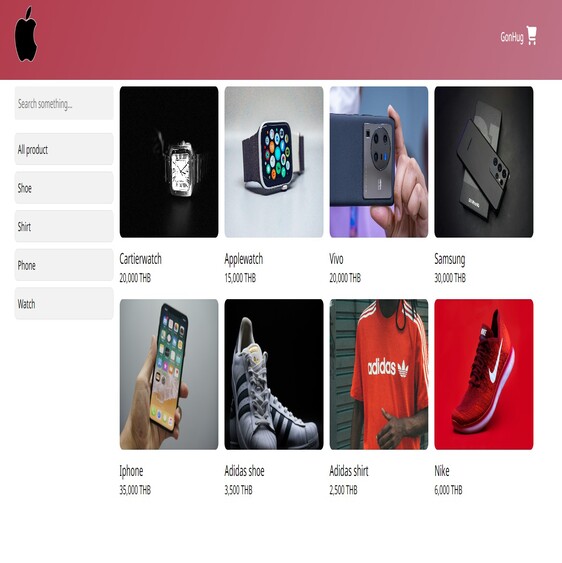 GonHug
Search something...
All product
Shoe
Shirt
Phone
Watch
Cartierwatch
20,000 THB
Applewatch
15,000 THB
Vivo
20,000 THB
Samsung
30,000 THB
Iphone
35,000 THB
Adidas shoe
3,500 THB
adidas
Adidas shirt
2,500 THB
Nike
6,000 THB